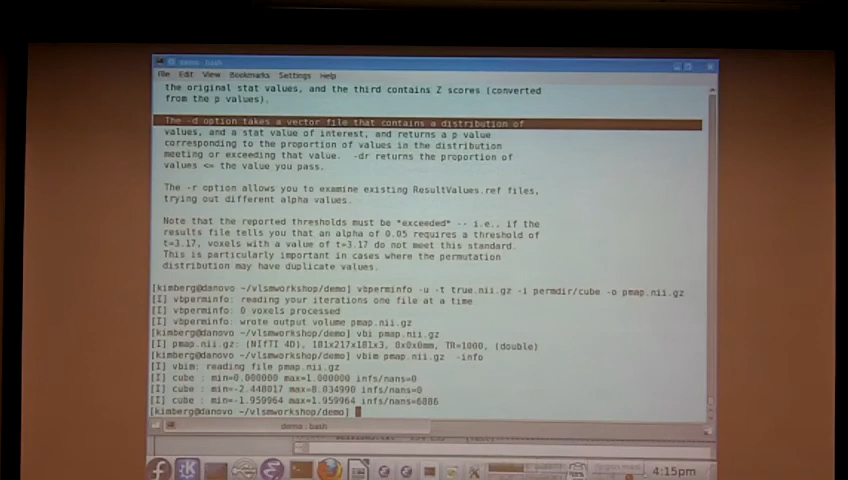 demo : bash
File Edit View Bookmarks Settings Help
the original stat values, and the third contains Z scores (converted
from the p values).
The -d option takes a vector file that contains a distribution of
values, and a stat value of interest, and returns a p value
corresponding to the proportion of values in the distribution
meeting or exceeding that value.  -dr returns the proportion of
values <= the value you pass.
The -r option allows you to examine existing ResultValues.ref files,
trying out different alpha values.
Note that the reported thresholds must be *exceeded* -- i.e., if the
results file tells you that an alpha of 0.05 requires a threshold of
t=3.17, voxels with a value of t=3.17 do not meet this standard.
This is particularly important in cases where the permutation
distribution may have duplicate values.
[kimberg@danovo ~/vlsmworkshop/demo] vbperminfo -u -t true.nii.gz -i permdir/cube -o pmap.nii.gz
[I] vbperminfo: reading your iterations one file at a time
[I] vbperminfo: 0 voxels processed
[I] vbperminfo: wrote output volume pmap.nii.gz
[kimberg@danovo ~/vlsmworkshop/demo] vbi pmap.nii.gz
[I] pmap.nii.gz: (NIfTI 4D), 181x217x181x3, 0x0x0mm, TR=1000, (double)
[kimberg@danovo ~/vlsmworkshop/demo] vbim pmap.nii.gz -info
[I] vbim: reading file pmap.nii.gz
[I] cube : min=0.000000 max=1.000000 infs/nans=0
[I] cube : min=-2.448017 max=8.034990 infs/nans=0
[I] cube : min=-1.959964 max=1.959964 infs/nans=6886
[kimberg@danovo ~/vlsmworkshop/demo]
demo : bash
4:15pm